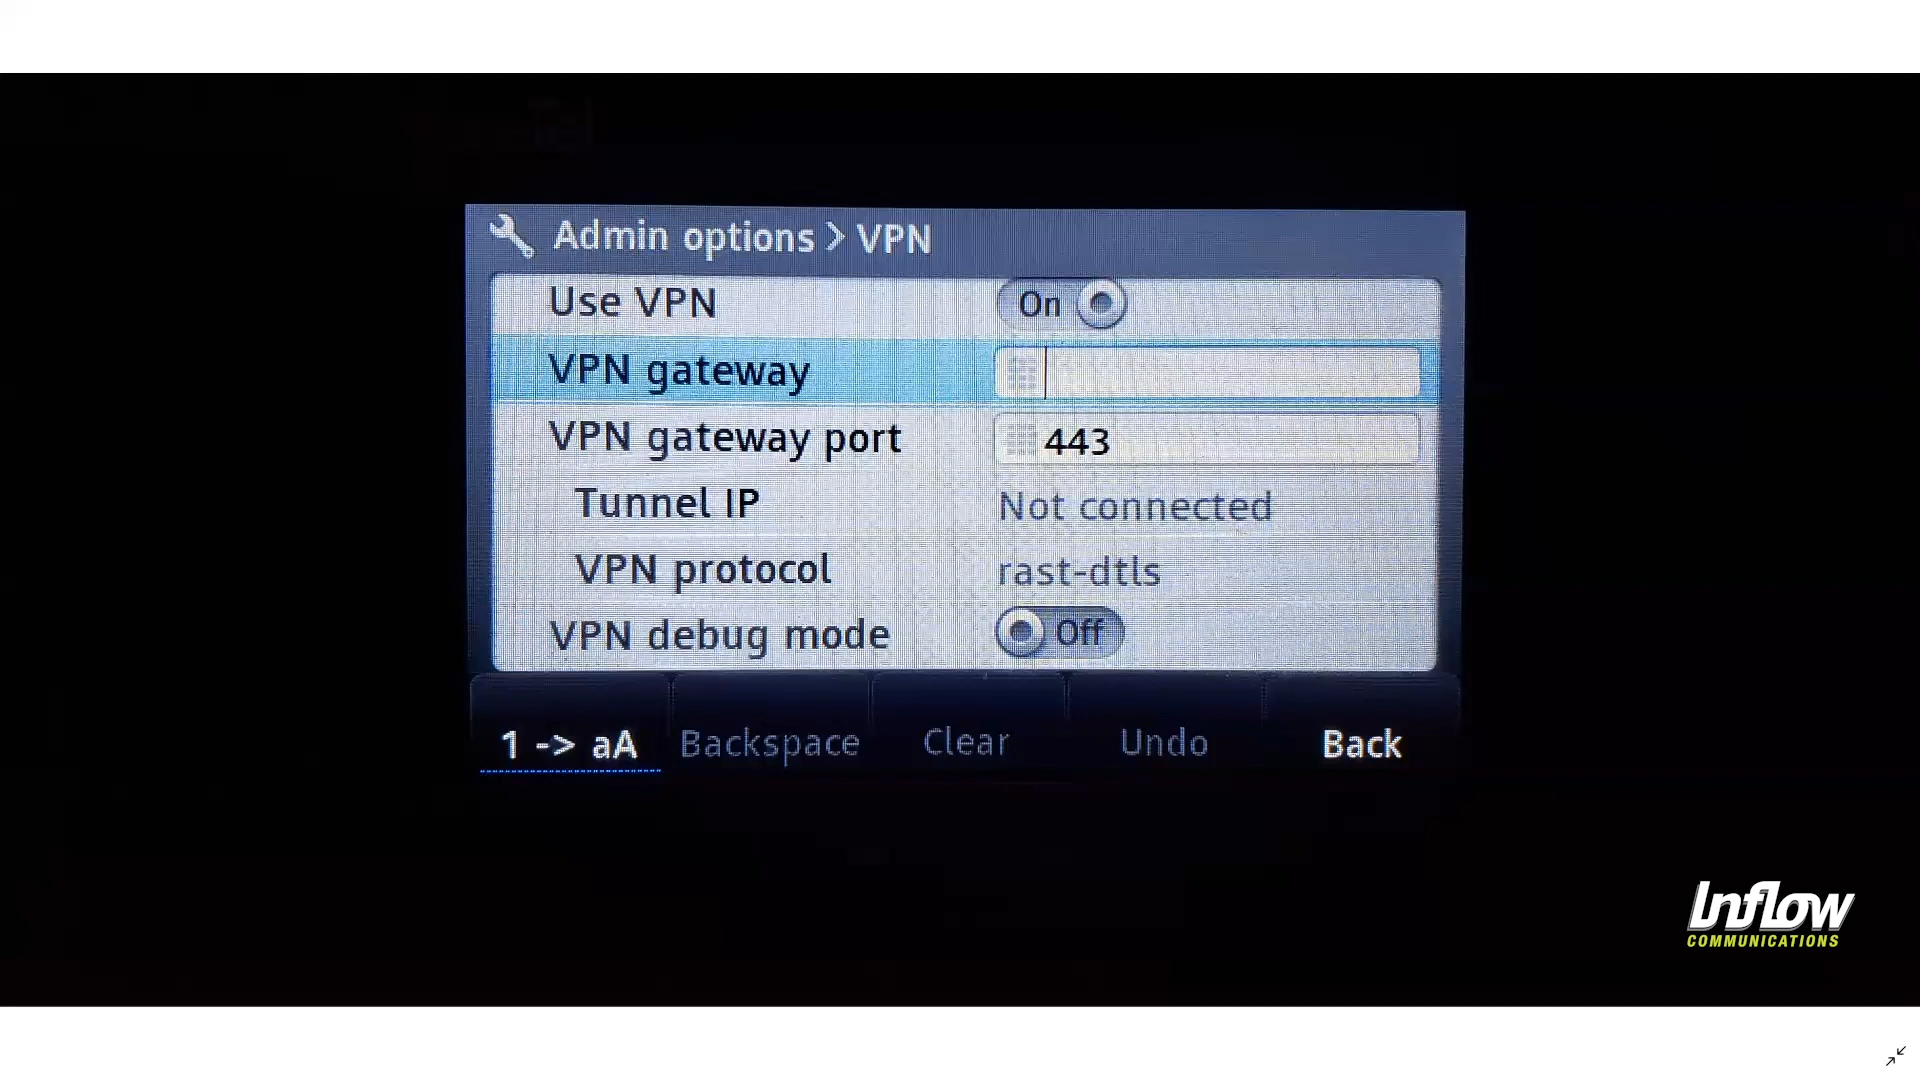 Admin options > VPN
Use VPN On
VPN gateway
VPN gateway port 443
Tunnel IP Not connected
VPN protocol rast-dtls
VPN debug mode Off
1 -> aA Backspace Clear Undo Back
Inflow
COMMUNICATIONS